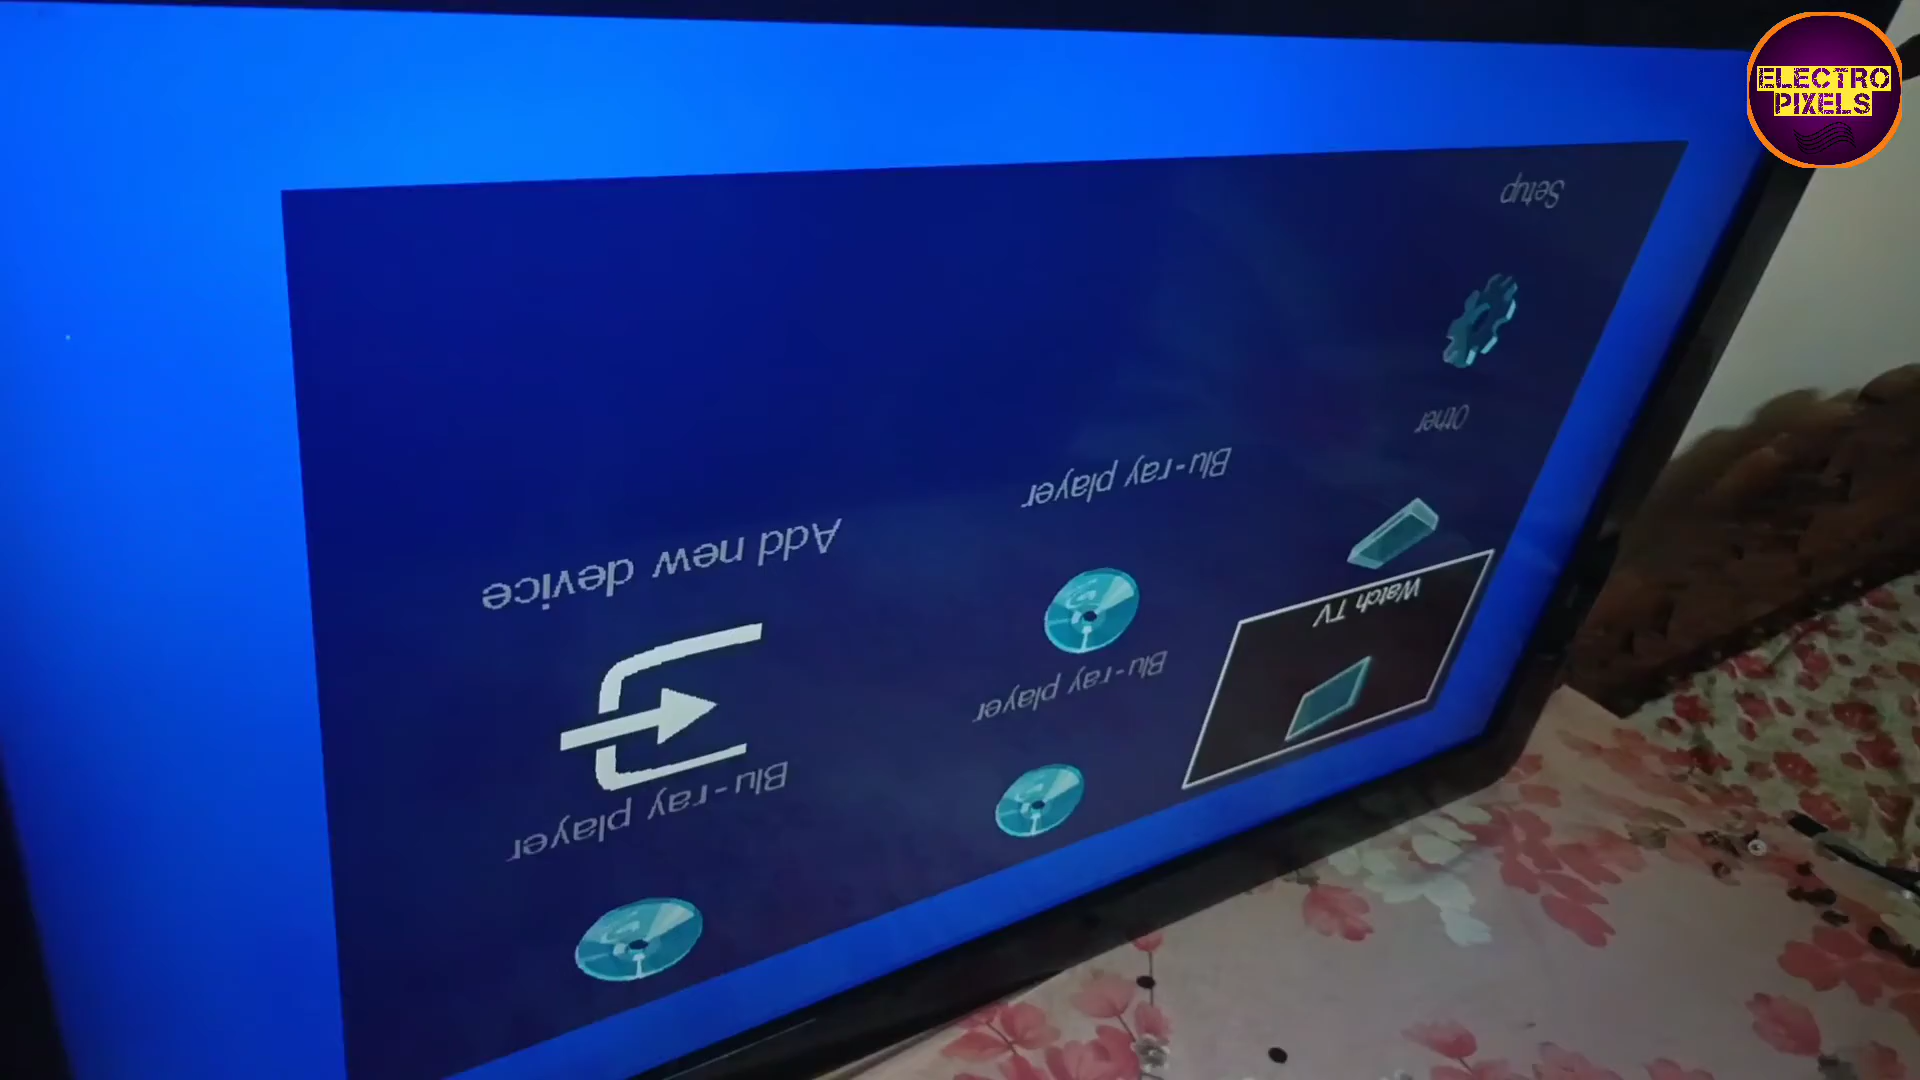 ELECTRO
PIXELS
Watch TV
Blu-ray player
Blu-ray player
Other
Blu-ray player
Add new device
Setup